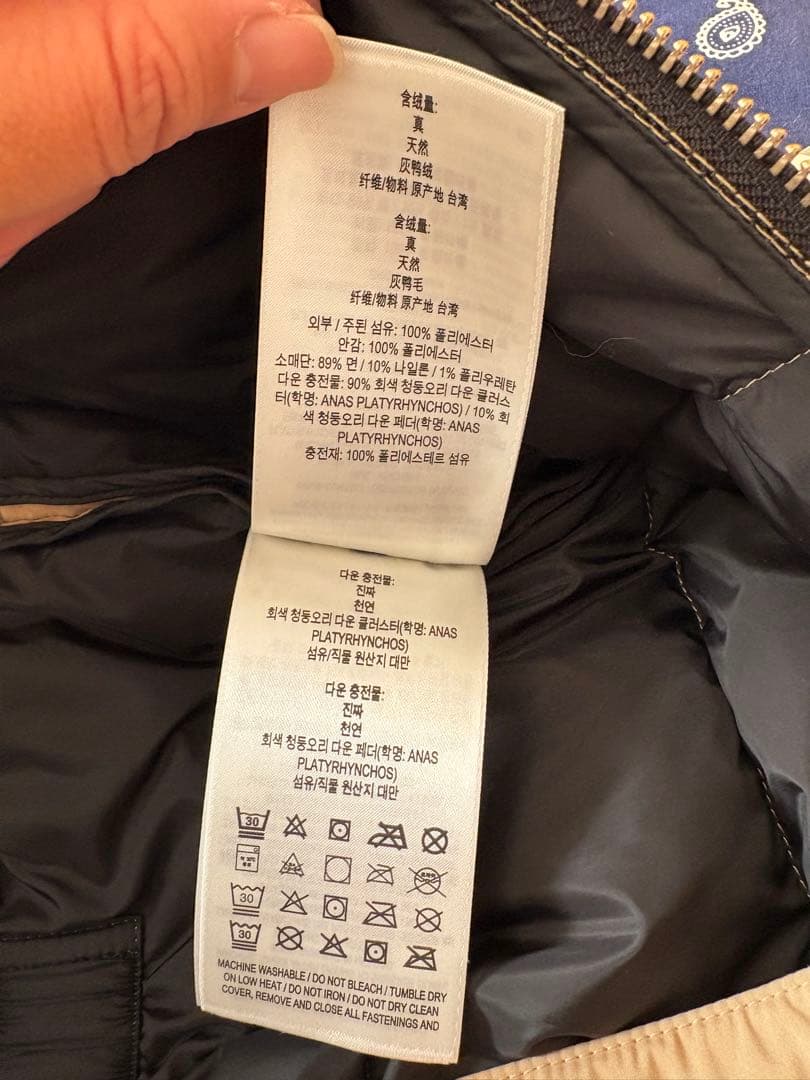 含绒量:
真
天然
灰鸭绒
纤维/物料 原产地 台湾
含绒量:
真
天然
灰鸭毛
纤维/物料 原产地 台湾
외부 / 주된 섬유: 100% 폴리에스터
안감: 100% 폴리에스터
소매단: 89% 면 / 10% 나일론 / 1% 폴리우레탄
다운 충전물: 90% 회색 청둥오리 다운 클러스
터(학명: ANAS PLATYRHYNCHOS) / 10% 회
색 청둥오리 다운 페더(학명: ANAS
PLATYRHYNCHOS)
충전재: 100% 폴리에스테르 섬유
다운 충전물:
진짜
천연
회색 청둥오리 다운 클러스터(학명: ANAS
PLATYRHYNCHOS)
섬유/직물 원산지 대만
다운 충전물:
진짜
천연
회색 청둥오리 다운 페더(학명: ANAS
PLATYRHYNCHOS)
섬유/직물 원산지 대만
30
30
30
MACHINE WASHABLE / DO NOT BLEACH / TUMBLE DRY
ON LOW HEAT / DO NOT IRON / DO NOT DRY CLEAN
COVER, REMOVE AND CLOSE ALL FASTENINGS AND